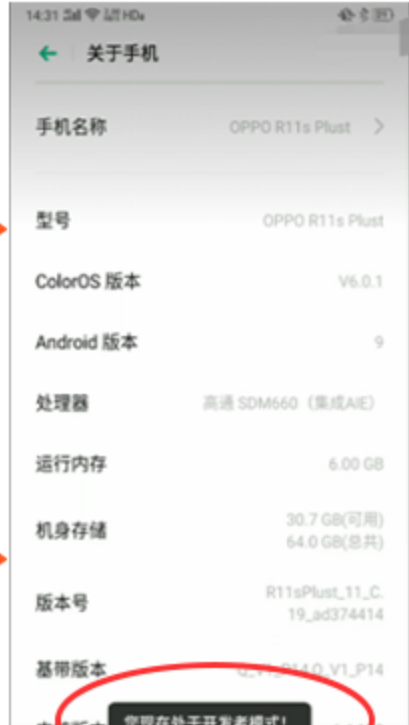 14:31
HD
关于手机
手机名称 OPPO R11s Plust
型号 OPPO R11s Plust
ColorOS 版本 V6.0.1
Android 版本 9
处理器 高通 SDM660（集成AIE）
运行内存 6.00 GB
机身存储 30.7 GB(可用)
64.0 GB(总共)
版本号 R11sPlust_11_C.
19_ad374414
基带版本
您现在处于开发者模式！